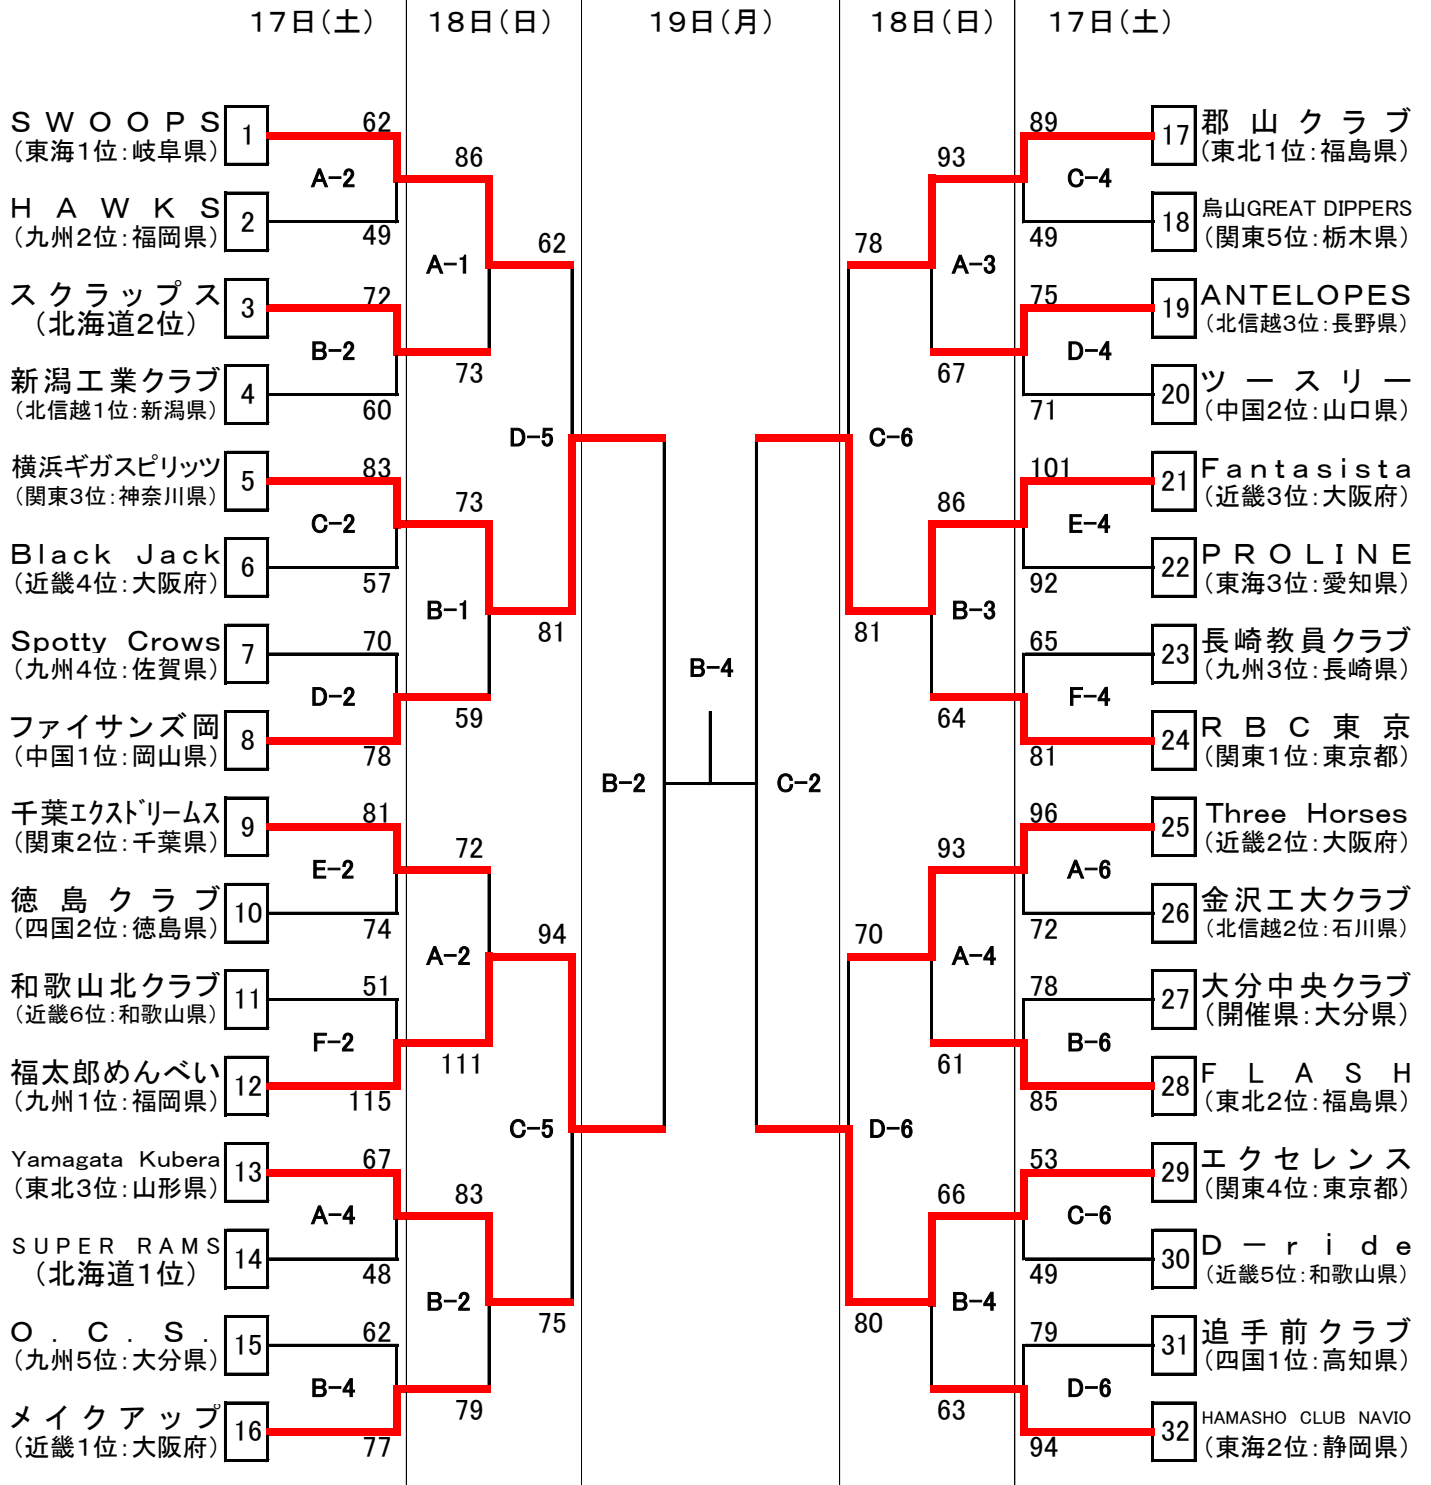 17日(土)
18日(日)
19日(月)
18日(日)
17日(土)
SWOOPS
(東海1位:岐阜県)
1
62
A-2
HAWKS
(九州2位:福岡県)
2
49
86
A-1
スクラップス
(北海道2位)
3
72
B-2
新潟工業クラブ
(北信越1位:新潟県)
4
60
73
62
D-5
横浜ギガスピリッツ
(関東3位:神奈川県)
5
83
C-2
Black Jack
(近畿4位:大阪府)
6
57
73
B-1
Spotty Crows
(九州4位:佐賀県)
7
70
D-2
ファイサンズ岡
(中国1位:岡山県)
8
78
59
81
千葉エクストドリームス
(関東2位:千葉県)
9
81
E-2
徳島クラブ
(四国2位:徳島県)
10
74
72
A-2
和歌山北クラブ
(近畿6位:和歌山県)
11
51
F-2
福太郎めんべい
(九州1位:福岡県)
12
115
111
94
C-5
Yamagata Kubera
(東北3位:山形県)
13
67
A-4
SUPER RAMS
(北海道1位)
14
48
83
B-2
O.C.S.
(九州5位:大分県)
15
62
B-4
メイクアップ
(近畿1位:大阪府)
16
77
79
75
B-2
B-4
C-2
89
17
郡山クラブ
(東北1位:福島県)
C-4
49
18
烏山GREAT DIPPERS
(関東5位:栃木県)
93
A-3
75
19
ANTELOPES
(北信越3位:長野県)
D-4
71
20
ツースリー
(中国2位:山口県)
67
78
C-6
101
21
Fantasista
(近畿3位:大阪府)
E-4
92
22
PROLINE
(東海3位:愛知県)
86
B-3
65
23
長崎教員クラブ
(九州3位:長崎県)
F-4
81
24
RBC東京
(関東1位:東京都)
64
81
96
25
Three Horses
(近畿2位:大阪府)
A-6
72
26
金沢工大クラブ
(北信越2位:石川県)
93
A-4
78
27
大分中央クラブ
(開催県:大分県)
B-6
85
28
FLASH
(東北2位:福島県)
61
70
D-6
53
29
エクセレンス
(関東4位:東京都)
C-6
49
30
D-ride
(近畿5位:和歌山県)
66
B-4
79
31
追手前クラブ
(四国1位:高知県)
D-6
94
32
HAMASHO CLUB NAVIO
(東海2位:静岡県)
63
80